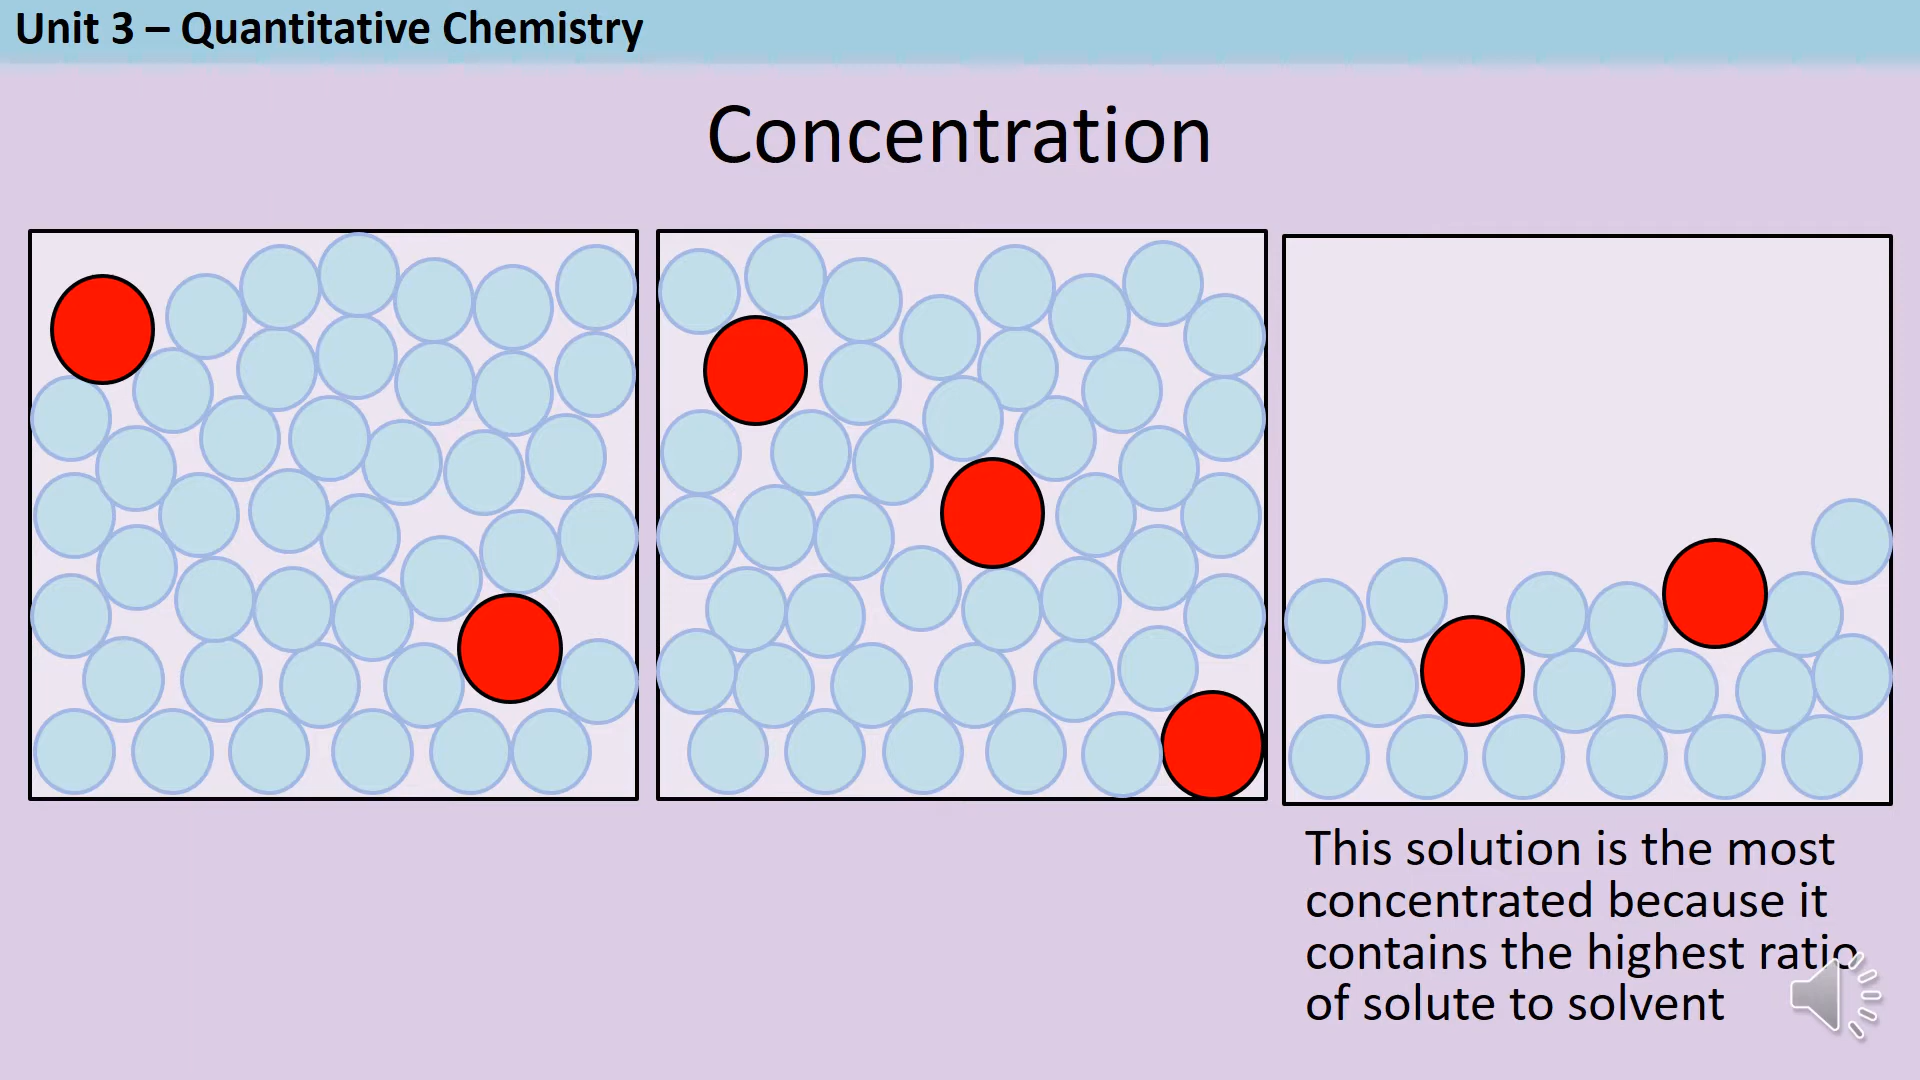 Unit 3 – Quantitative Chemistry
Concentration
This solution is the most
concentrated because it
contains the highest ratio
of solute to solvent